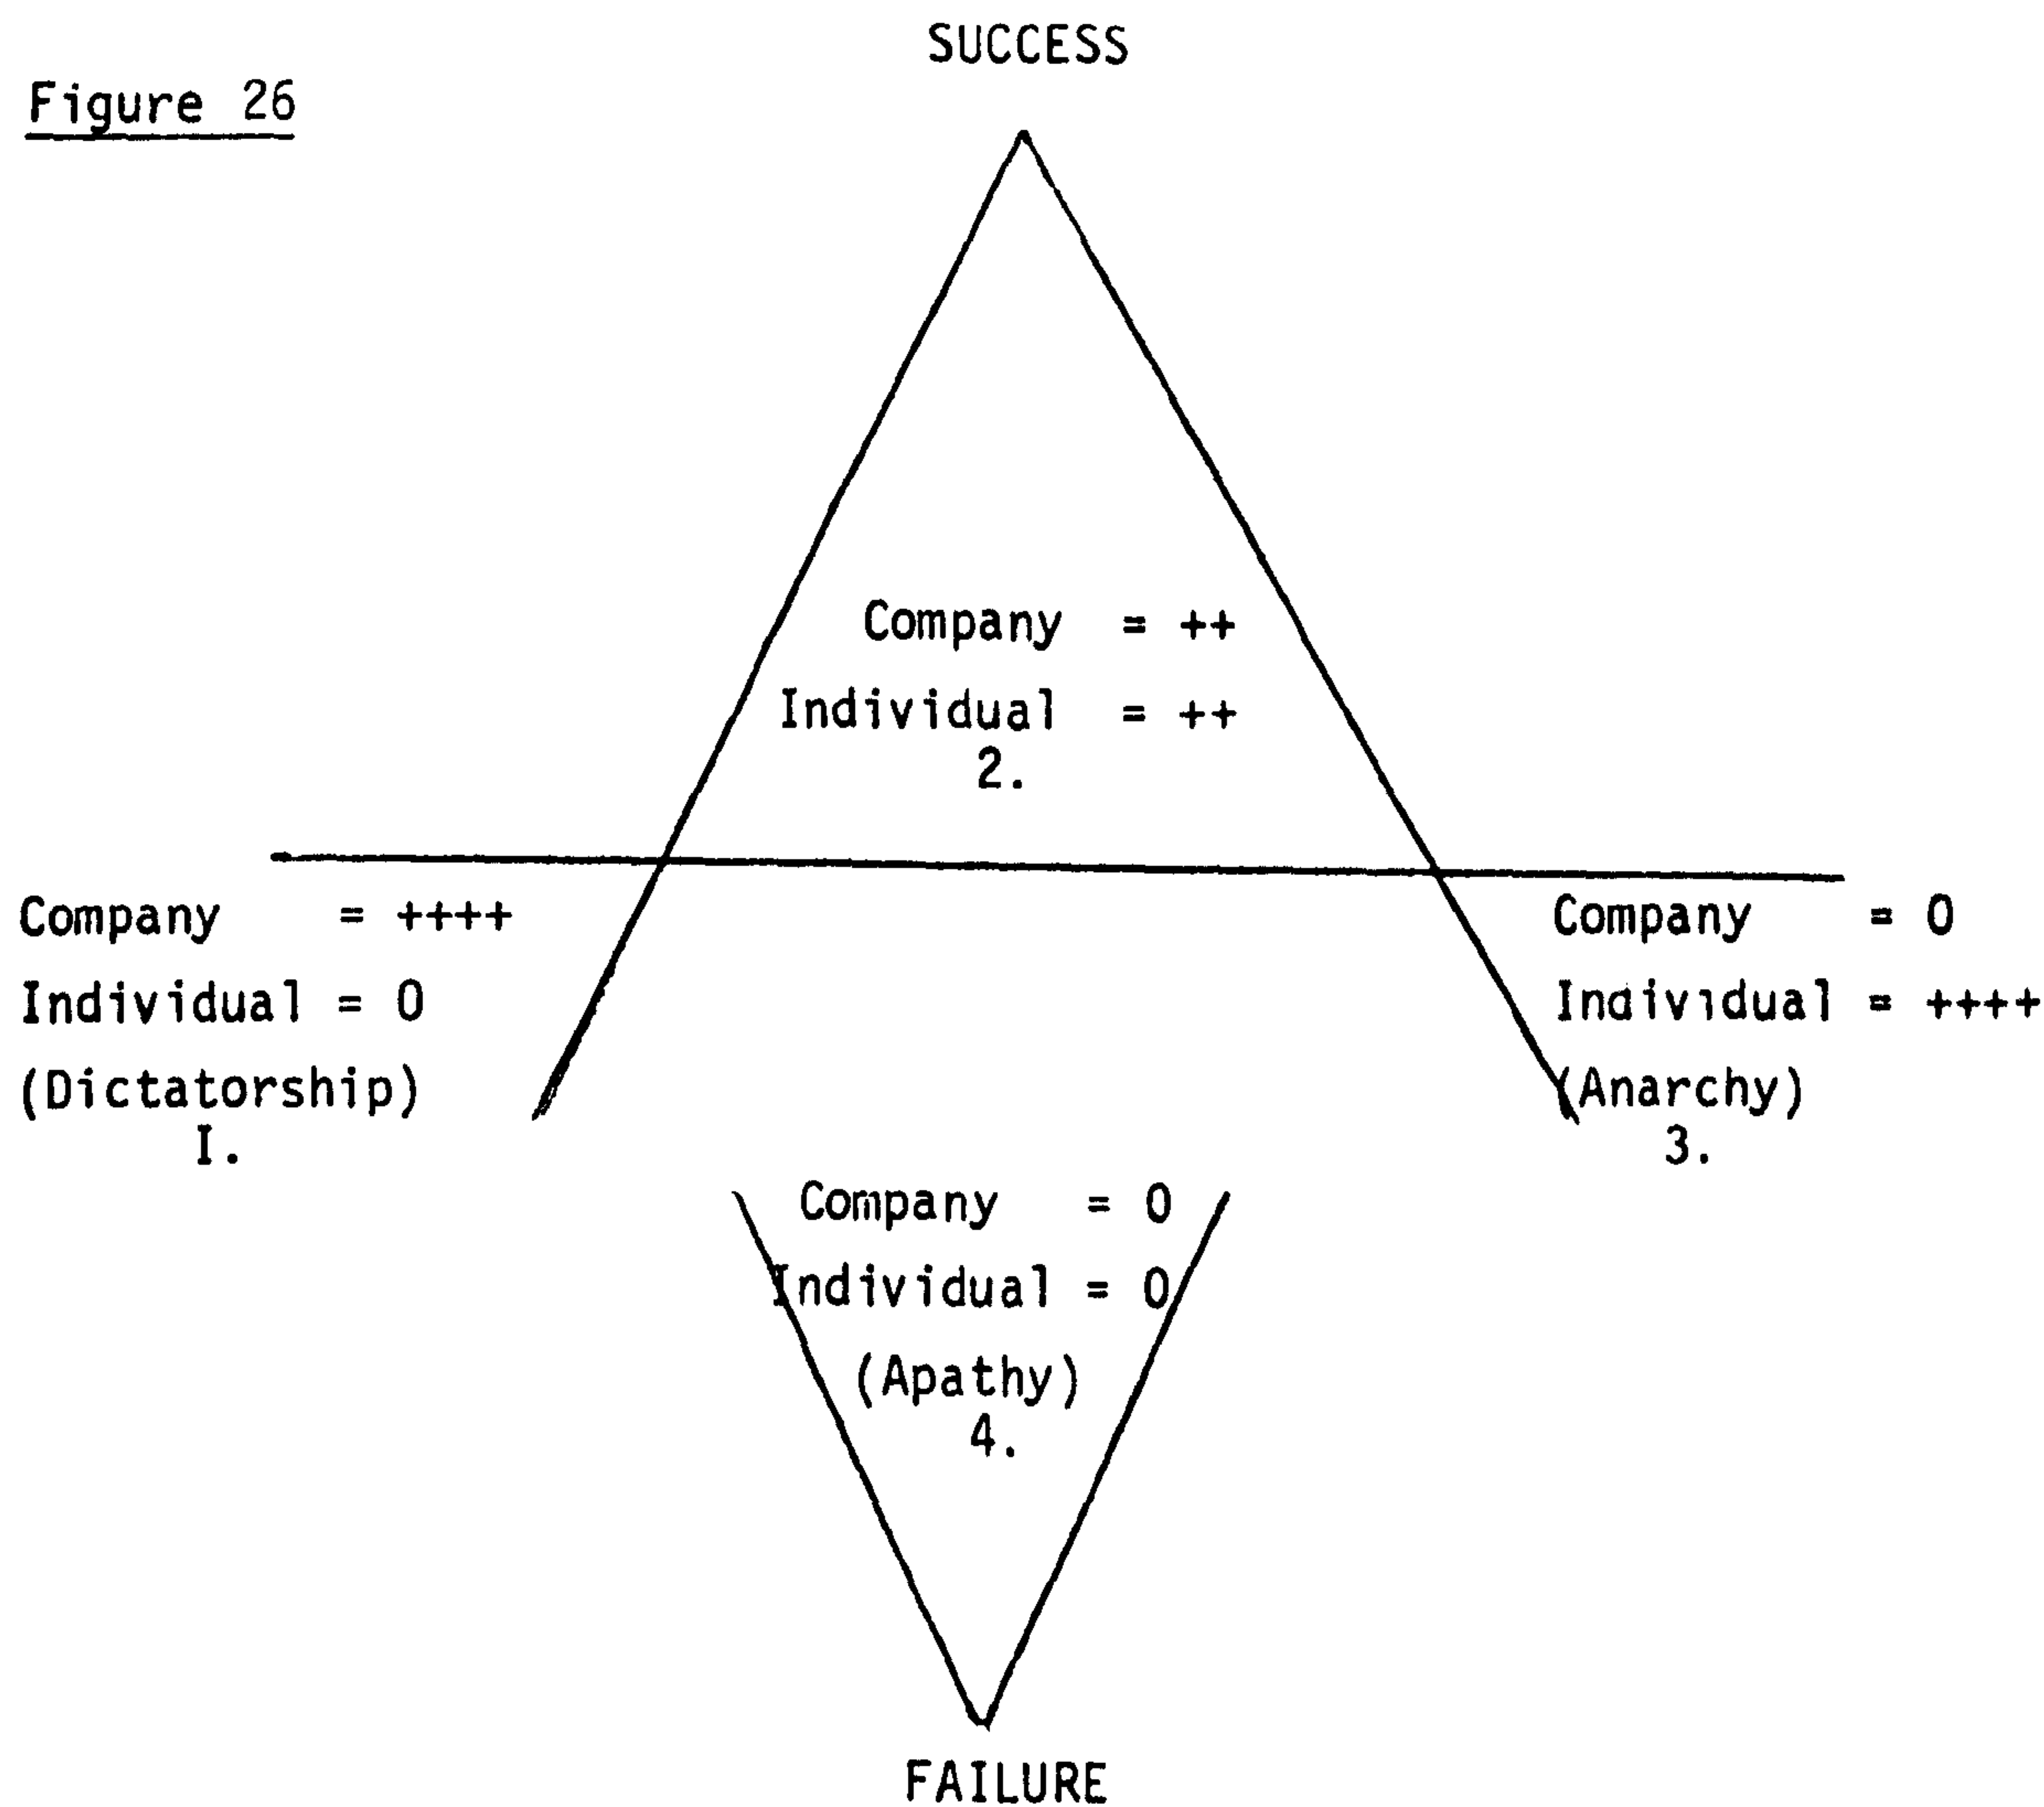 SUCCESS
Figure 26
Company = ++
Individual = ++
2.
Company = ++++
Individual = 0
(Dictatorship)
I.
Company = 0
Individual = ++++
(Anarchy)
3.
Company = 0
Individual = 0
(Apathy)
4.
FAILURE